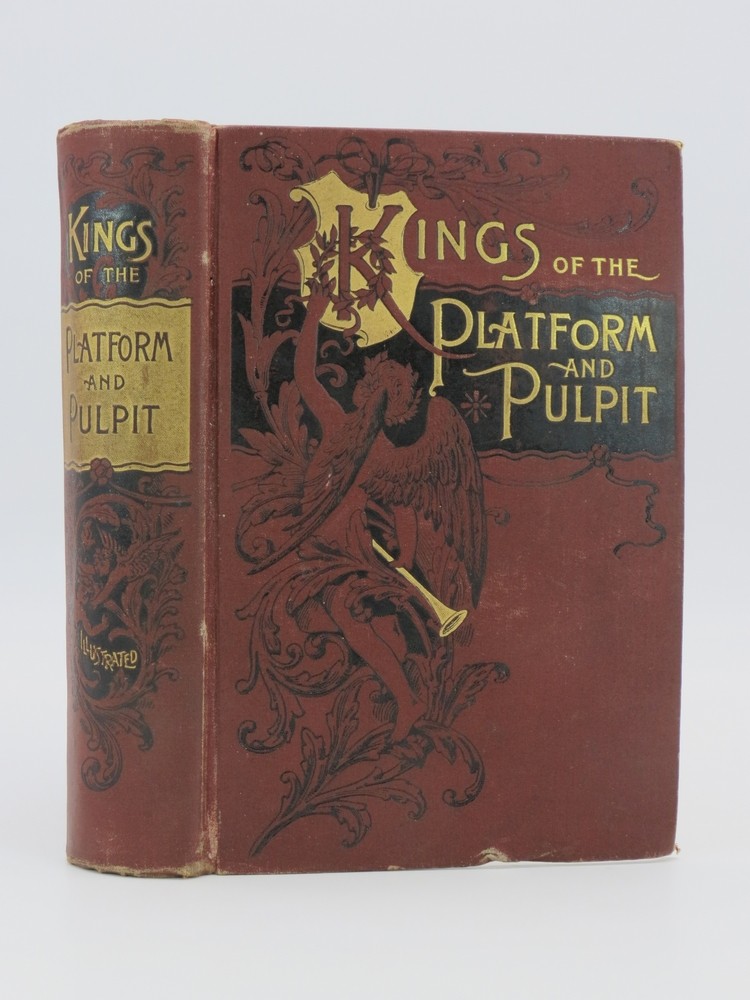 KINGS
OF THE
PLATFORM
AND
PULPIT
ILLUSTRATED
KINGS OF THE
PLATFORM
AND
PULPIT